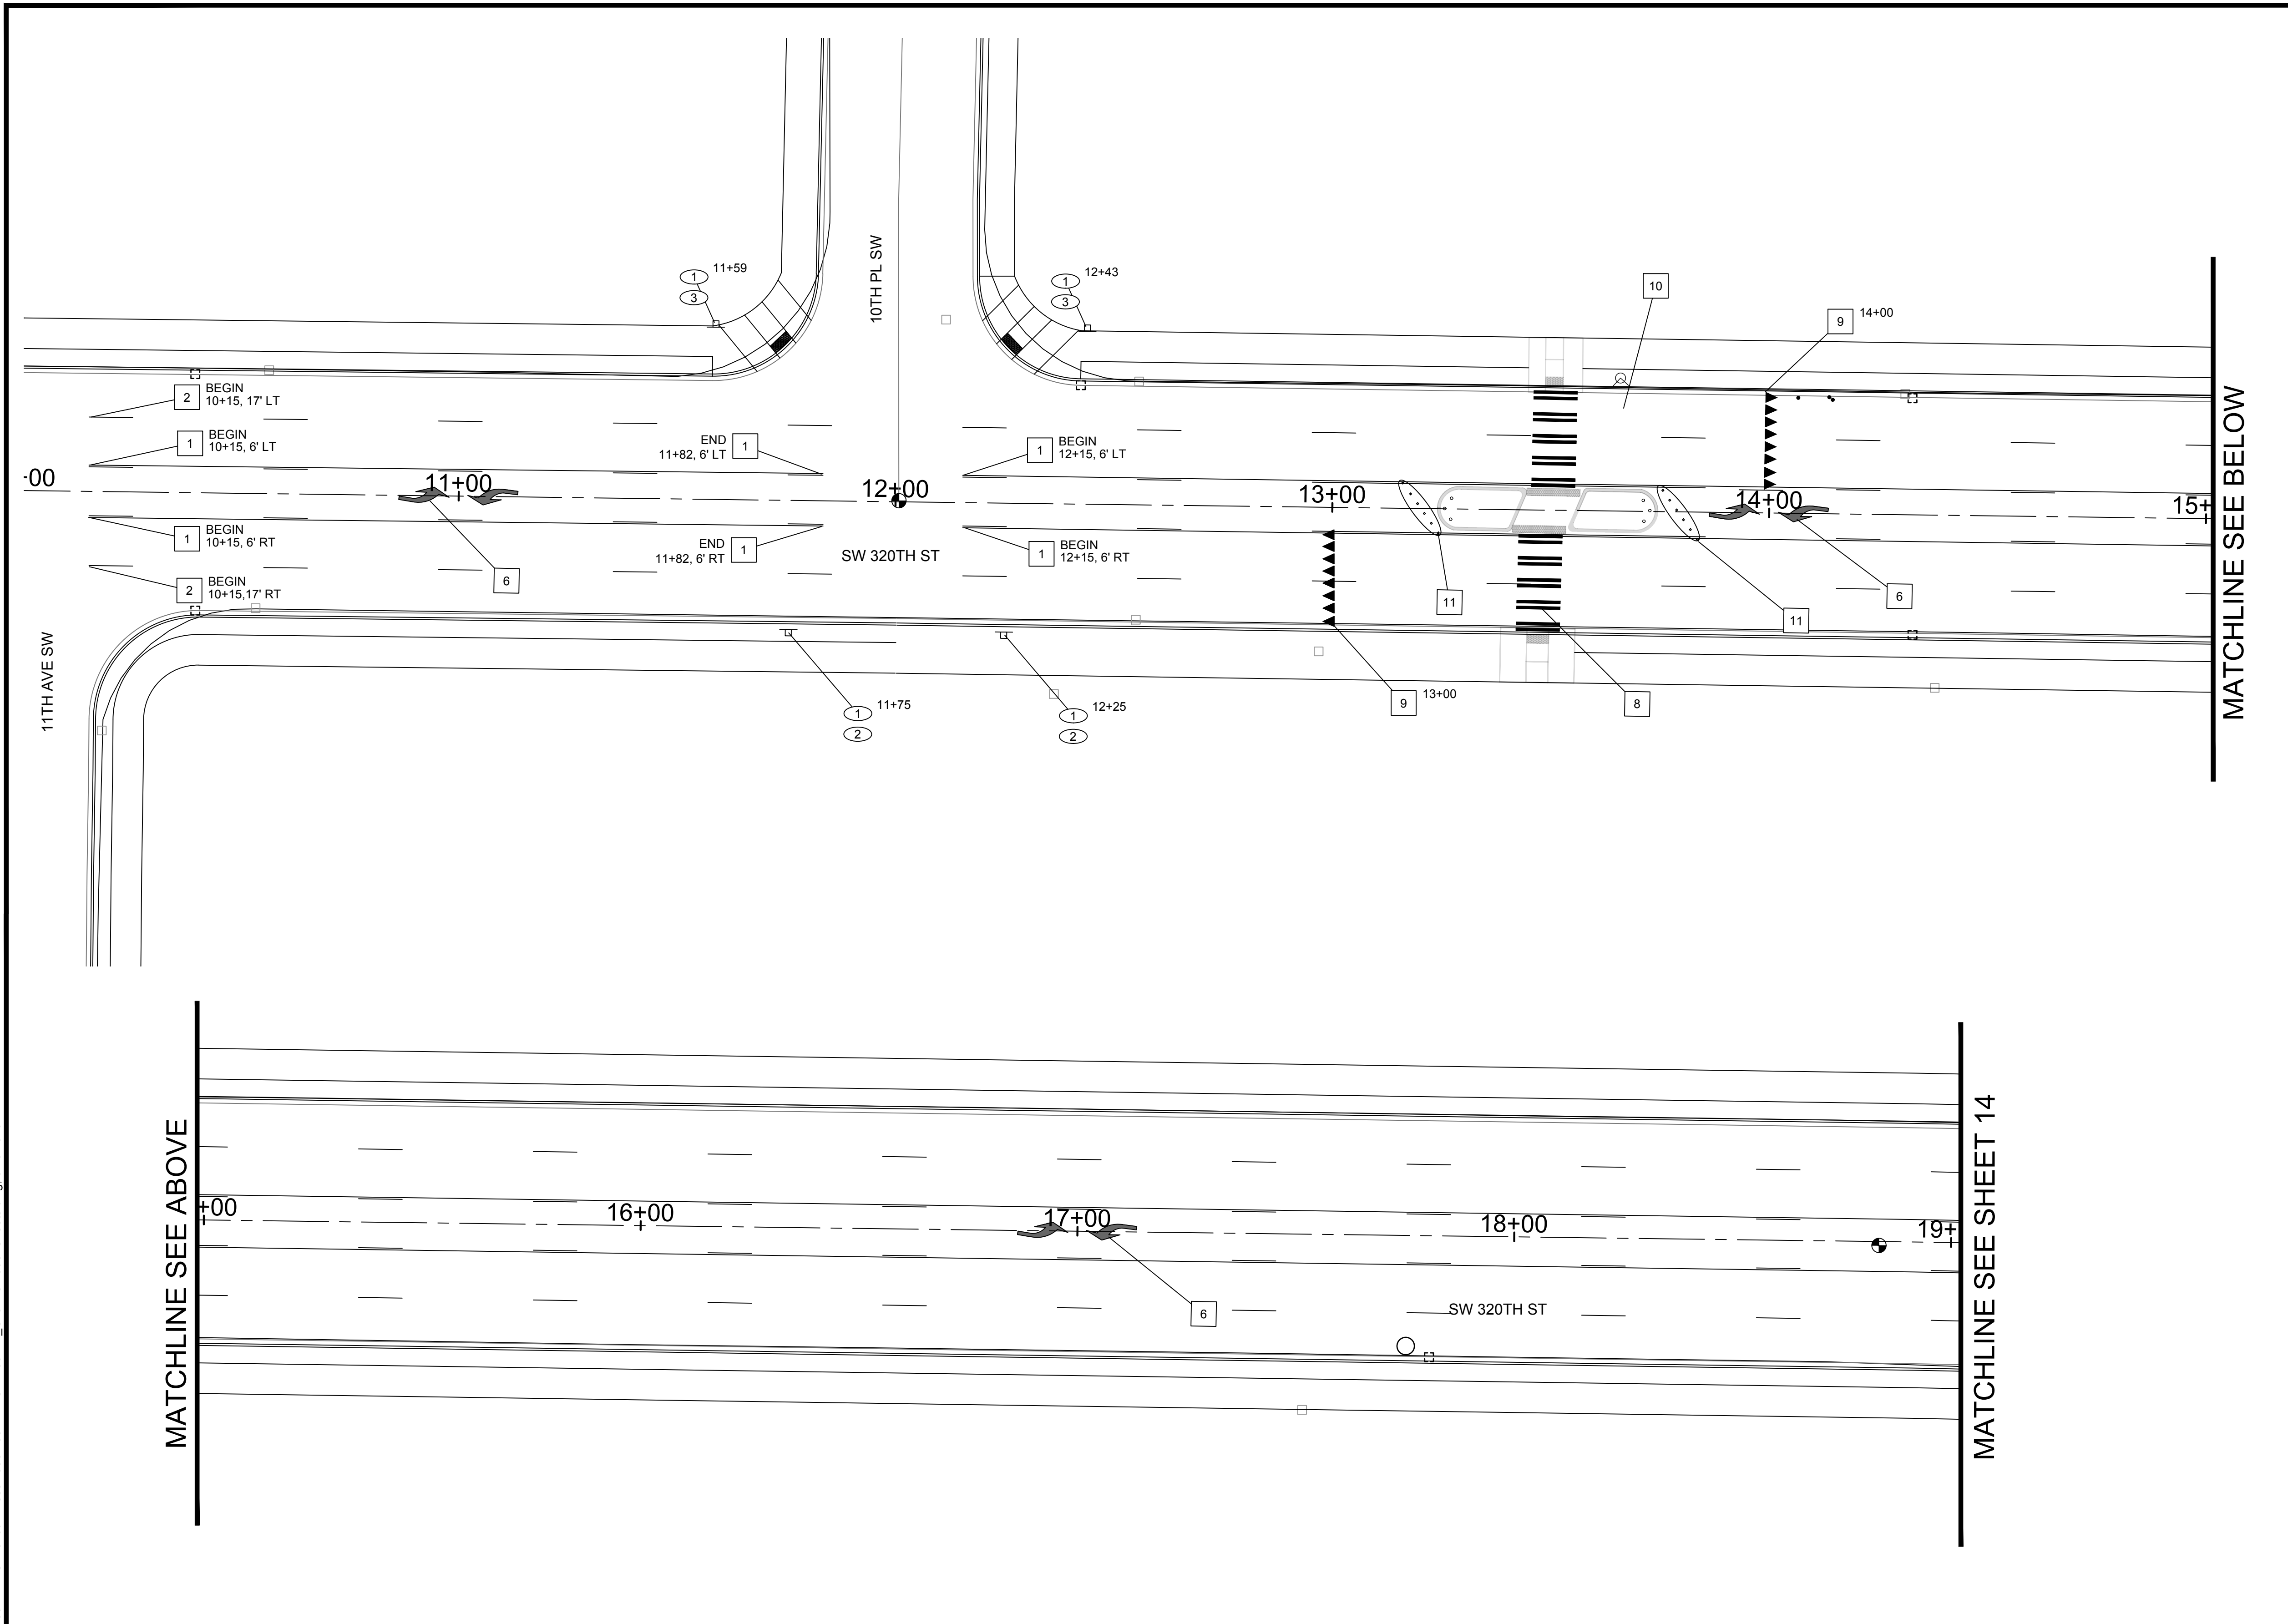 10TH PL SW
1
3
11+59
1
3
12+43
10
9
14+00
2
BEGIN
10+15, 17' LT
1
BEGIN
10+15, 6' LT
END
11+82, 6' LT
1
1
BEGIN
12+15, 6' LT
-00
11+00
12+00
13+00
14+00
15+
1
BEGIN
10+15, 6' RT
END
11+82, 6' RT
1
SW 320TH ST
1
BEGIN
12+15, 6' RT
2
BEGIN
10+15,17' RT
6
11
11
6
11TH AVE SW
1
2
11+75
1
2
12+25
9
13+00
8
MATCHLINE SEE BELOW
MATCHLINE SEE ABOVE
+00
16+00
17+00
18+00
19+
6
SW 320TH ST
MATCHLINE SEE SHEET 14